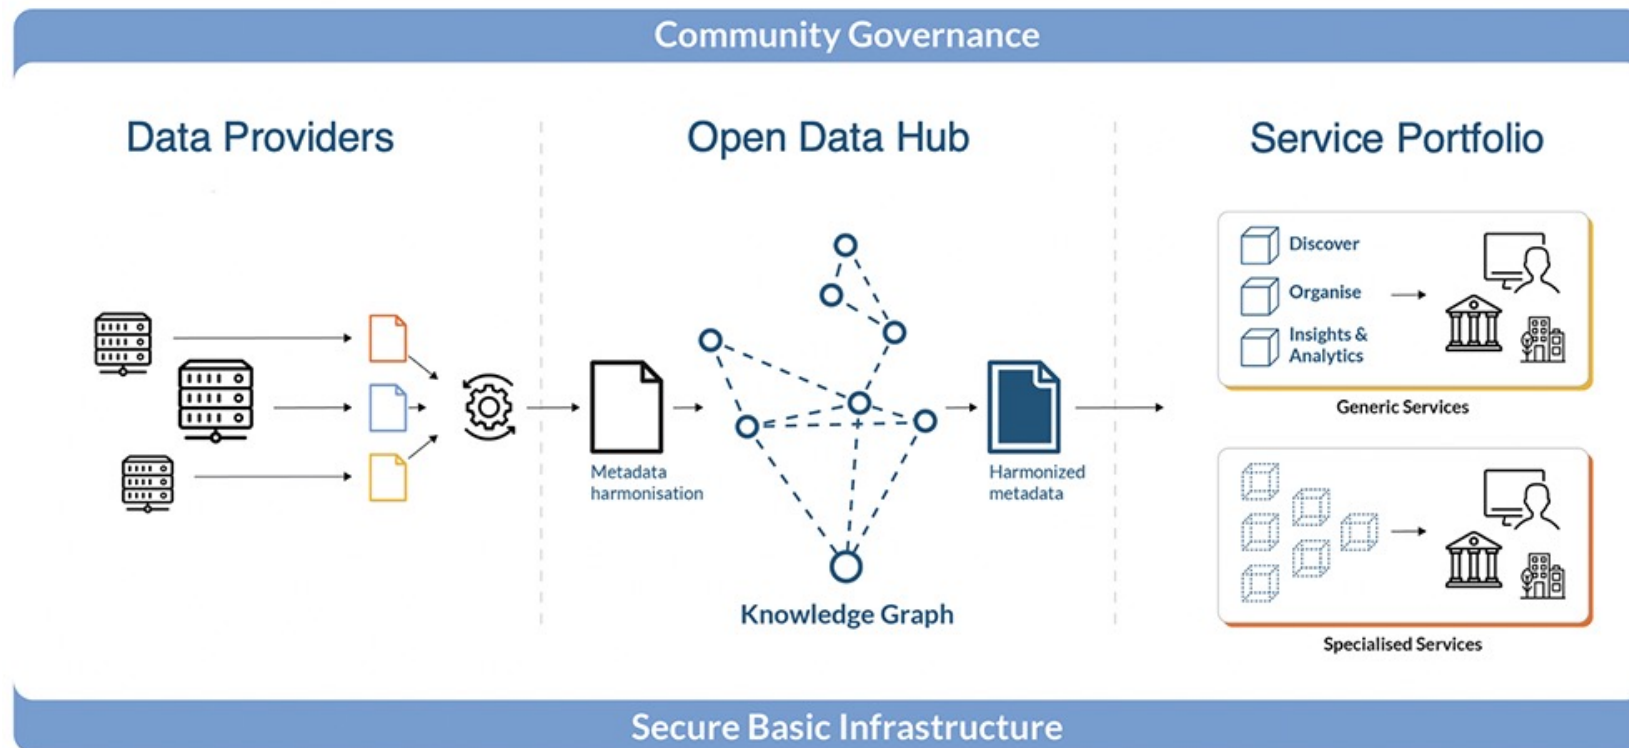 Community Governance
Data Providers
Open Data Hub
Service Portfolio
Discover
Organise
Insights &
Analytics
Generic Services
Metadata
harmonisation
Harmonized
metadata
Knowledge Graph
Specialised Services
Secure Basic Infrastructure